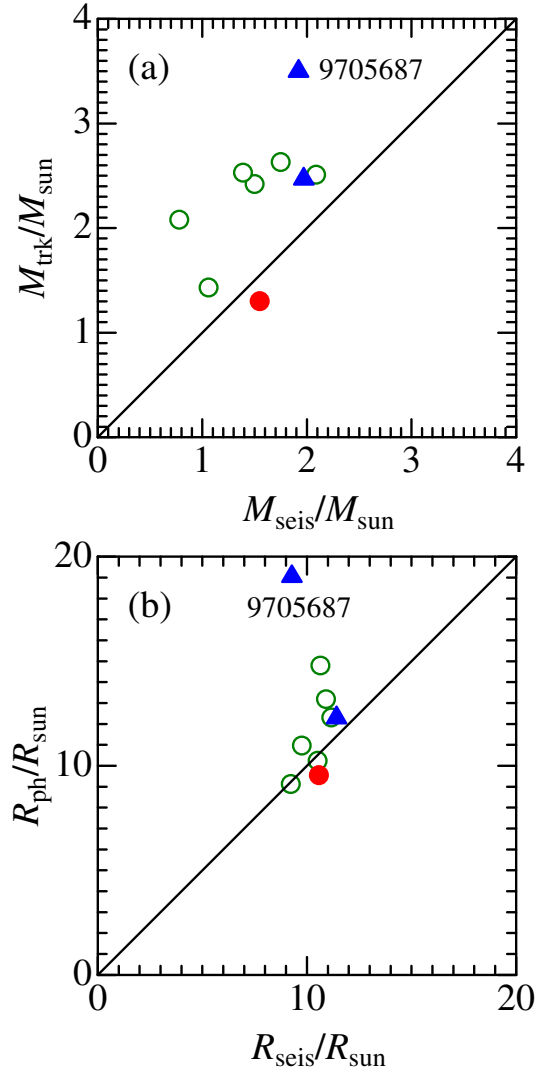 4
(a)
9705687
3
M_trk/M_sun
2
1
0
0 1 2 3 4
M_seis/M_sun
20
(b)
9705687
R_ph/R_sun
10
0
0 10 20
R_seis/R_sun